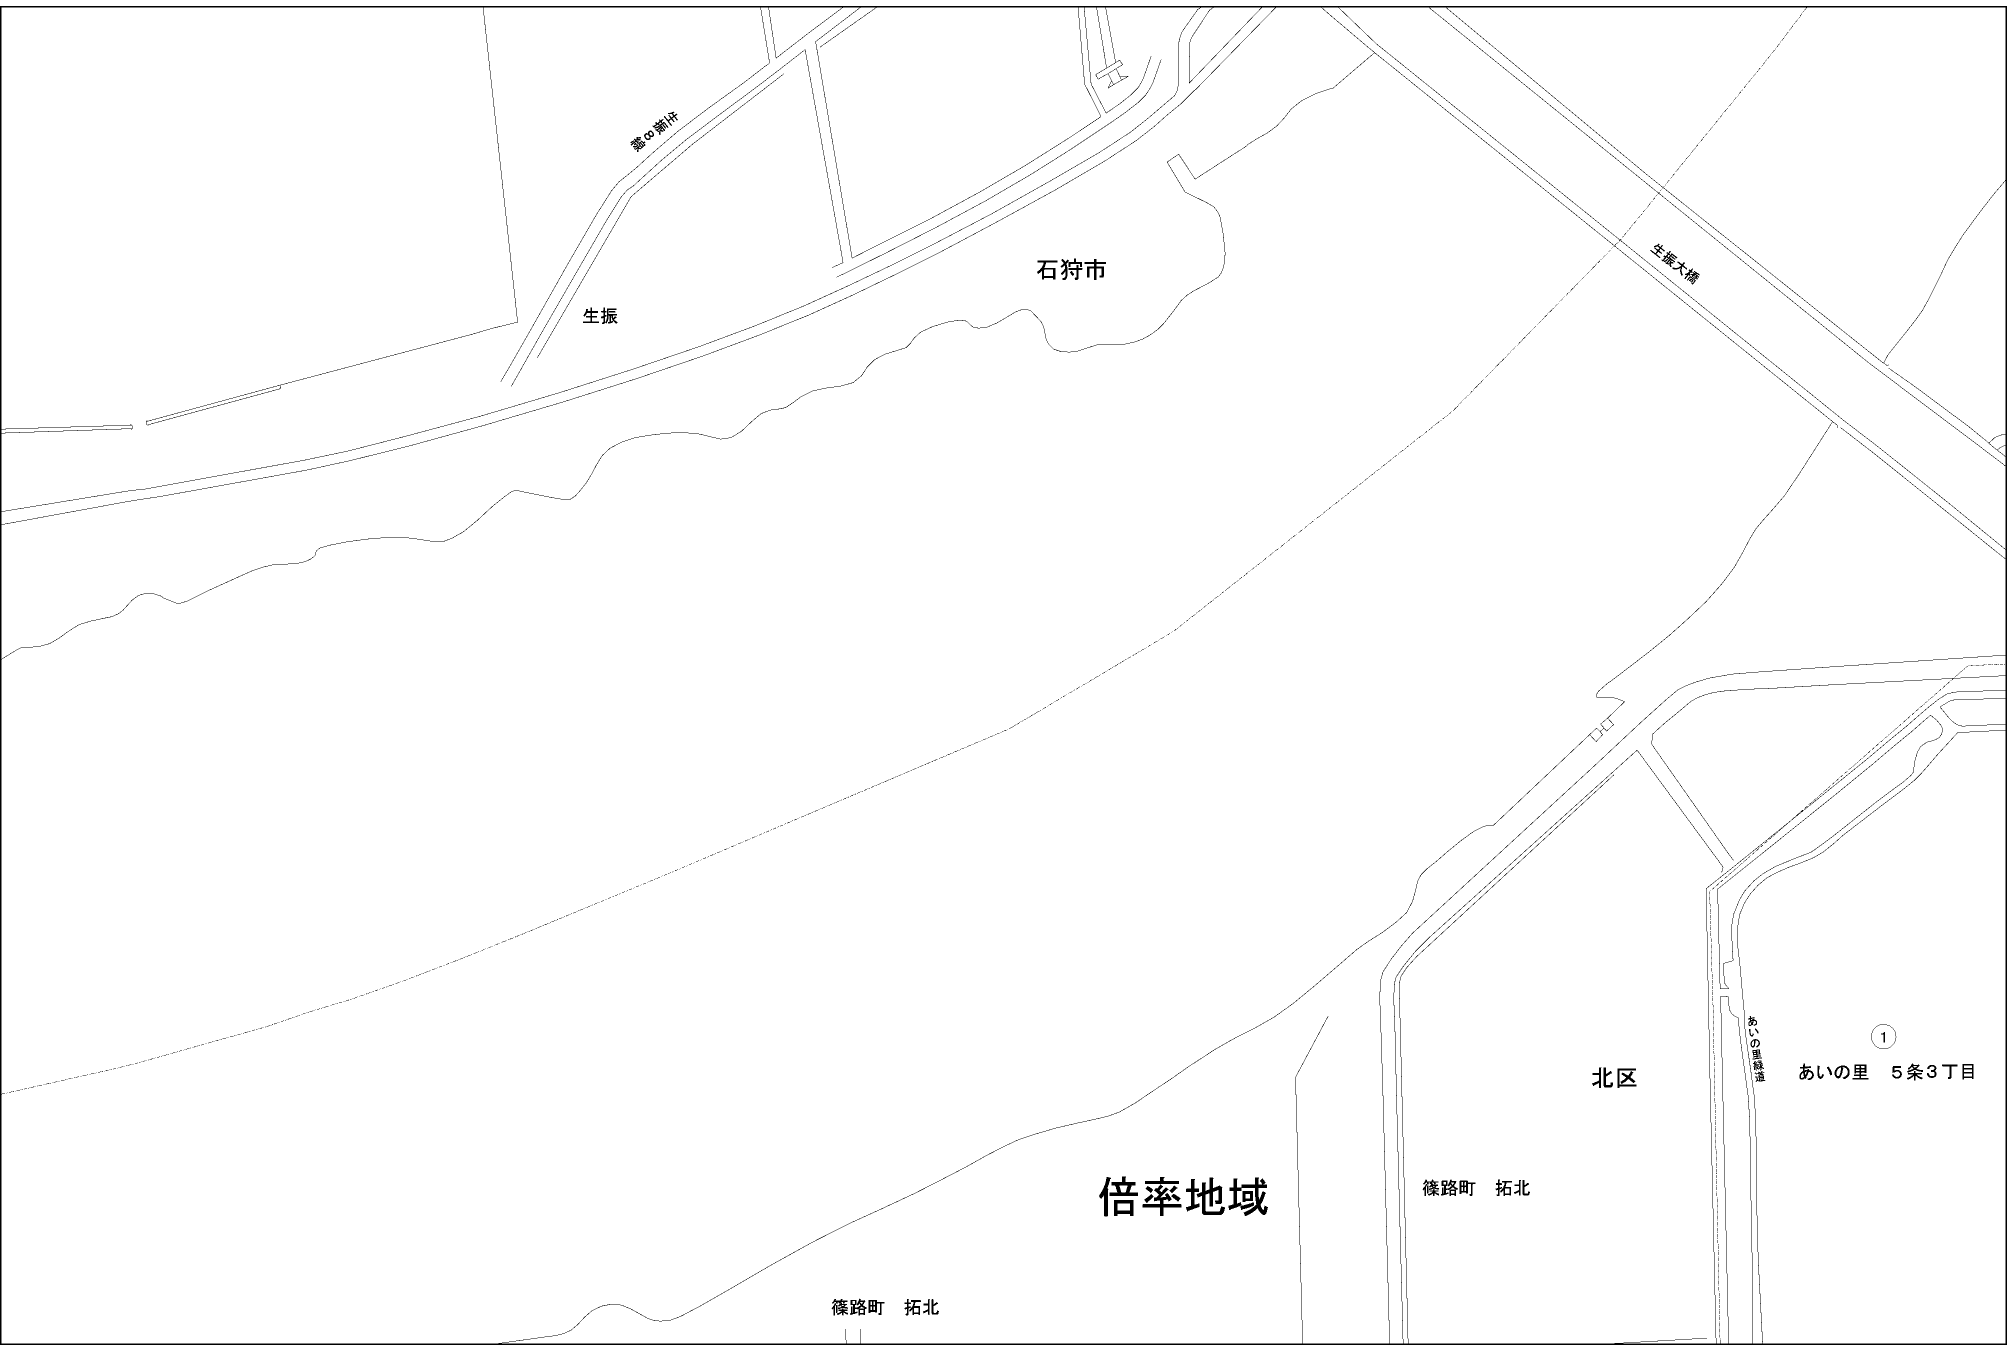 生振8線
石狩市
生振大橋
生振
あいの里緑道
1
あいの里　5条3丁目
北区
倍率地域
篠路町　拓北
篠路町　拓北